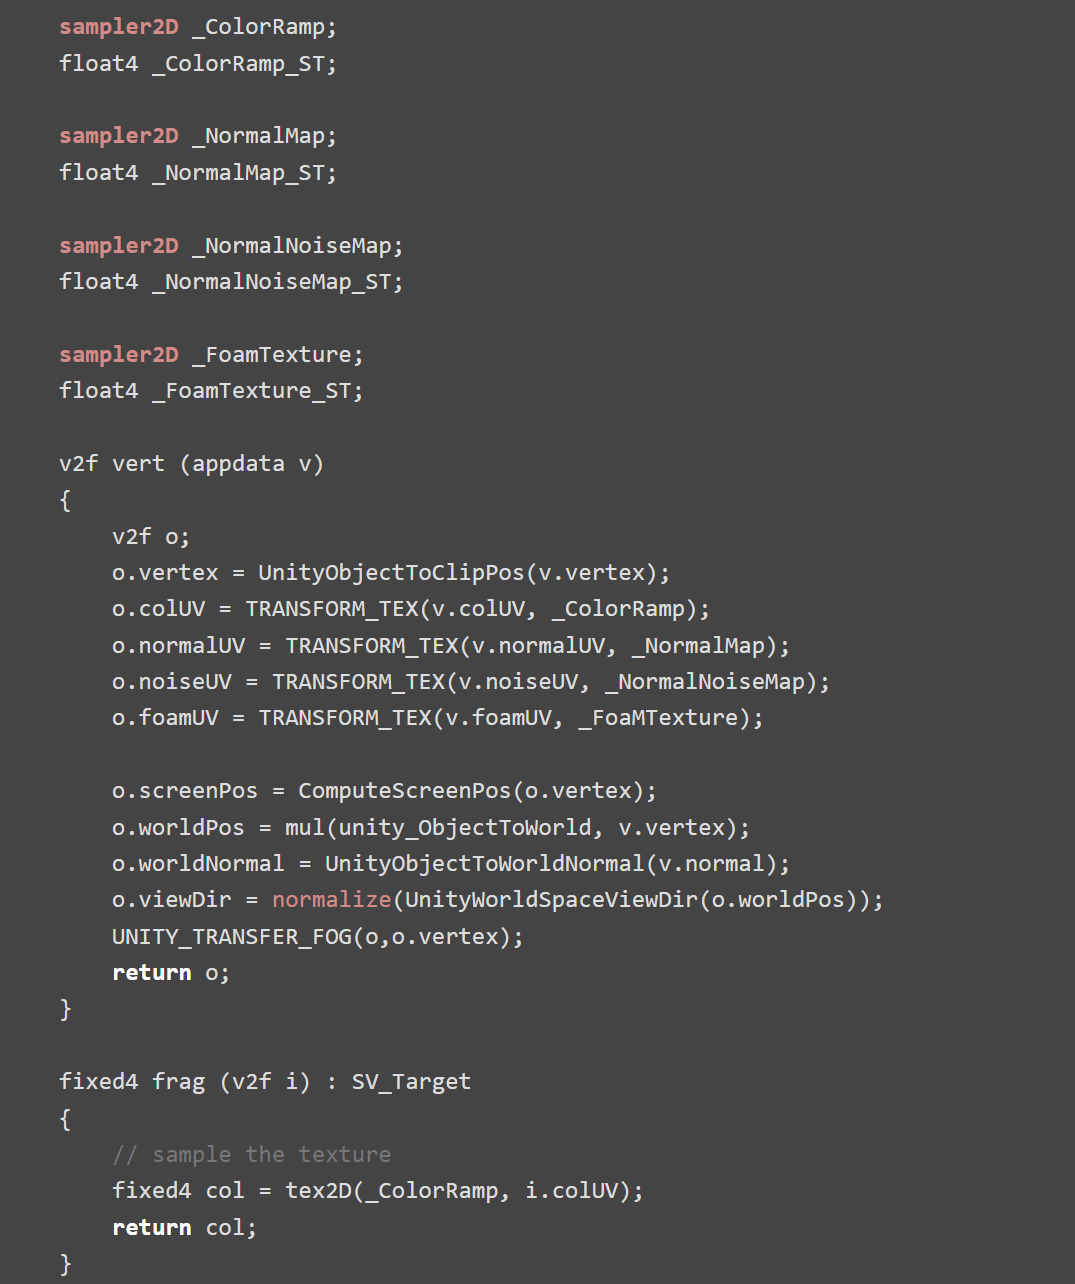 sampler2D _ColorRamp;
float4 _ColorRamp_ST;
sampler2D _NormalMap;
float4 _NormalMap_ST;
sampler2D _NormalNoiseMap;
float4 _NormalNoiseMap_ST;
sampler2D _FoamTexture;
float4 _FoamTexture_ST;
v2f vert (appdata v)
{
v2f o;
o.vertex = UnityObjectToClipPos(v.vertex);
o.colUV = TRANSFORM_TEX(v.colUV, _ColorRamp);
o.normalUV = TRANSFORM_TEX(v.normalUV, _NormalMap);
o.noiseUV = TRANSFORM_TEX(v.noiseUV, _NormalNoiseMap);
o.foamUV = TRANSFORM_TEX(v.foamUV, _FoaMTexture);
o.screenPos = ComputeScreenPos(o.vertex);
o.worldPos = mul(unity_ObjectToWorld, v.vertex);
o.worldNormal = UnityObjectToWorldNormal(v.normal);
o.viewDir = normalize(UnityWorldSpaceViewDir(o.worldPos));
UNITY_TRANSFER_FOG(o,o.vertex);
return o;
}
fixed4 frag (v2f i) : SV_Target
{
// sample the texture
fixed4 col = tex2D(_ColorRamp, i.colUV);
return col;
}